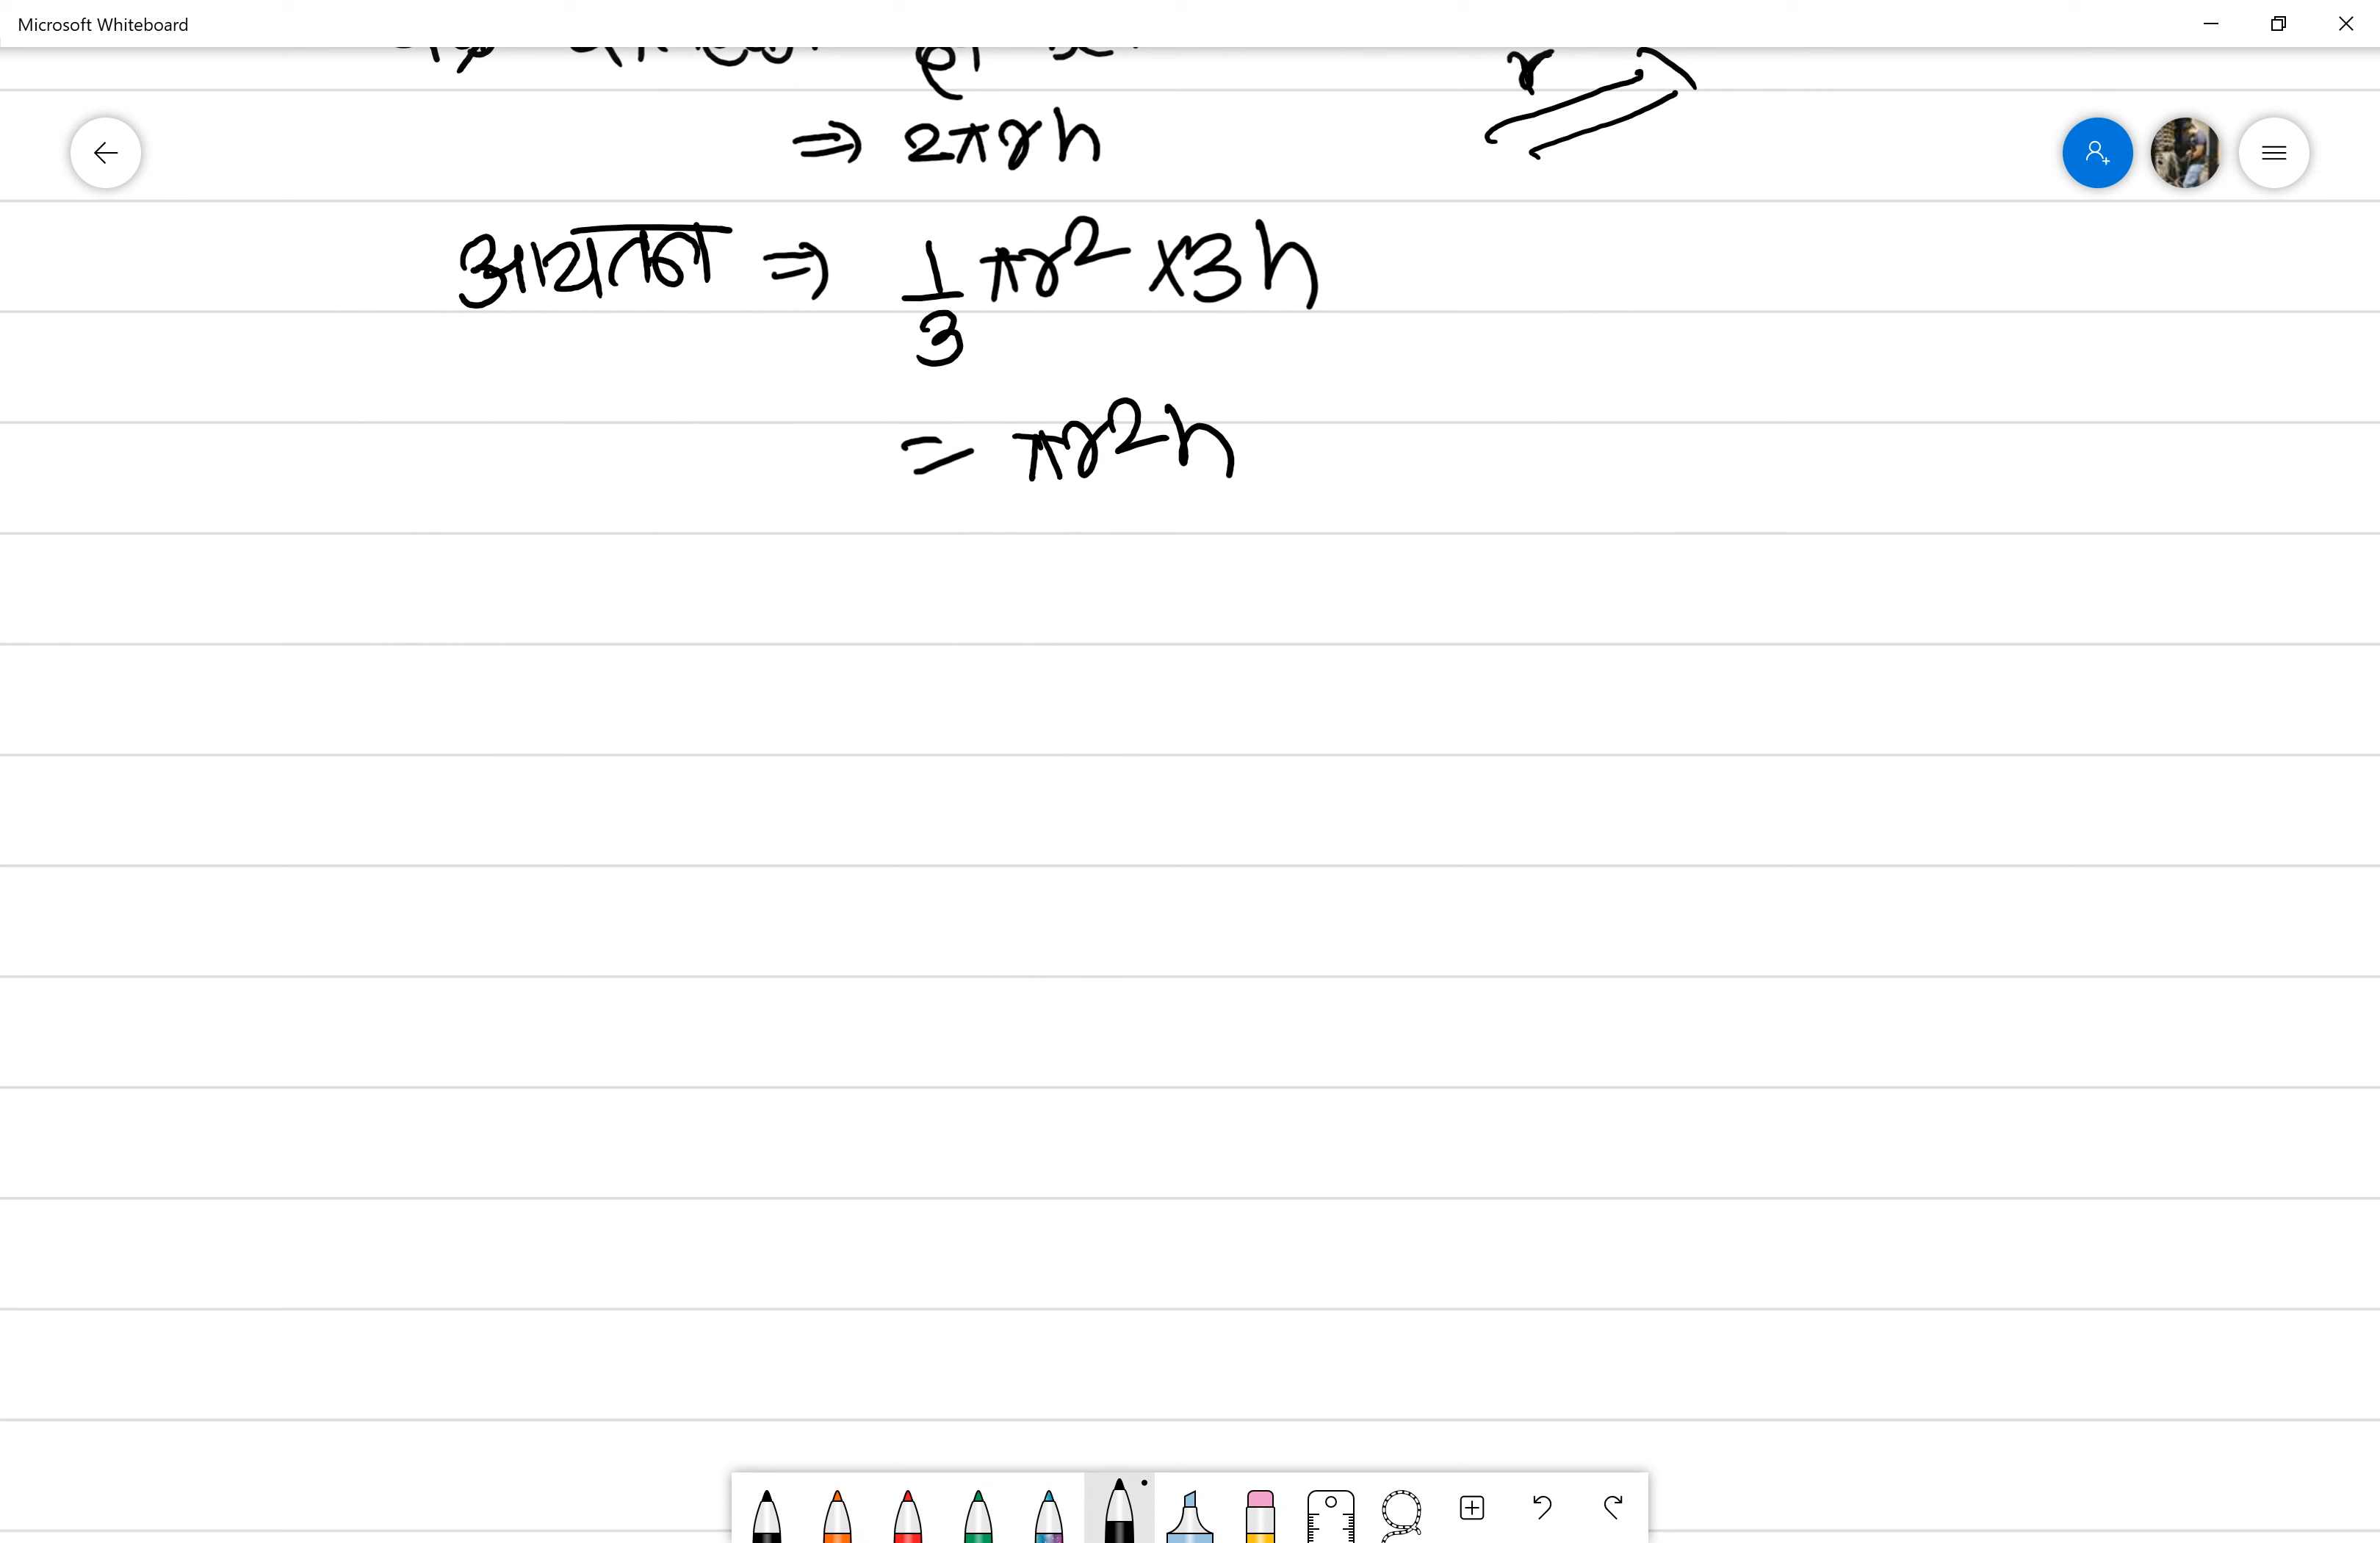 Microsoft Whiteboard
r
⇒ 2πrh
आयतन ⇒ 1/3 πr² × 3h
= πr²h